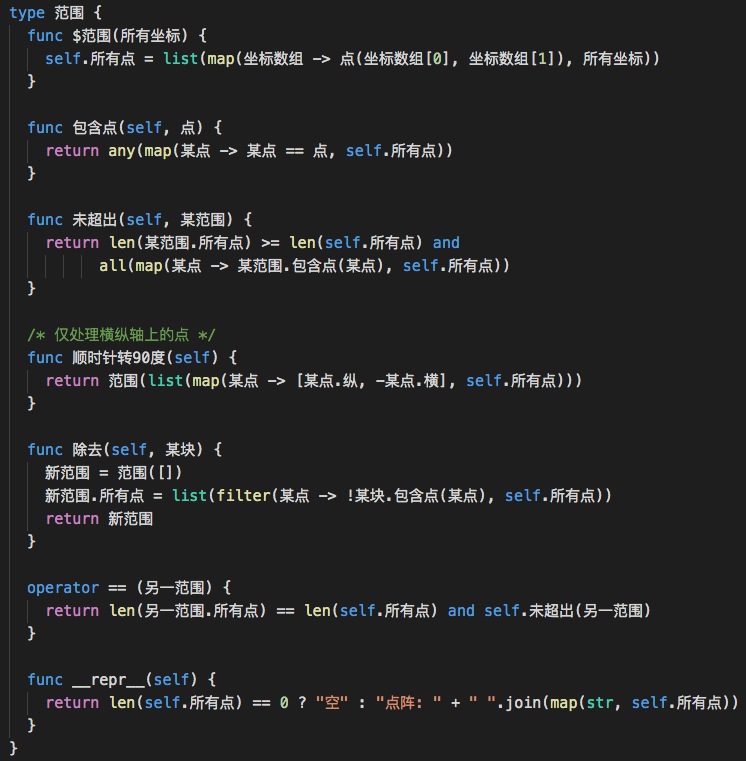 type 范围 {
func $范围(所有坐标) {
self.所有点 = list(map(坐标数组 -> 点(坐标数组[0], 坐标数组[1]), 所有坐标))
}
func 包含点(self, 点) {
return any(map(某点 -> 某点 == 点, self.所有点))
}
func 未超出(self, 某范围) {
return len(某范围.所有点) >= len(self.所有点) and
all(map(某点 -> 某范围.包含点(某点), self.所有点))
}
/* 仅处理横纵轴上的点 */
func 顺时针转90度(self) {
return 范围(list(map(某点 -> [某点.纵, -某点.横], self.所有点)))
}
func 除去(self, 某块) {
新范围 = 范围([])
新范围.所有点 = list(filter(某点 -> !某块.包含点(某点), self.所有点))
return 新范围
}
operator == (另一范围) {
return len(另一范围.所有点) == len(self.所有点) and self.未超出(另一范围)
}
func __repr__(self) {
return len(self.所有点) == 0 ? "空" : "点阵: " + " ".join(map(str, self.所有点))
}
}